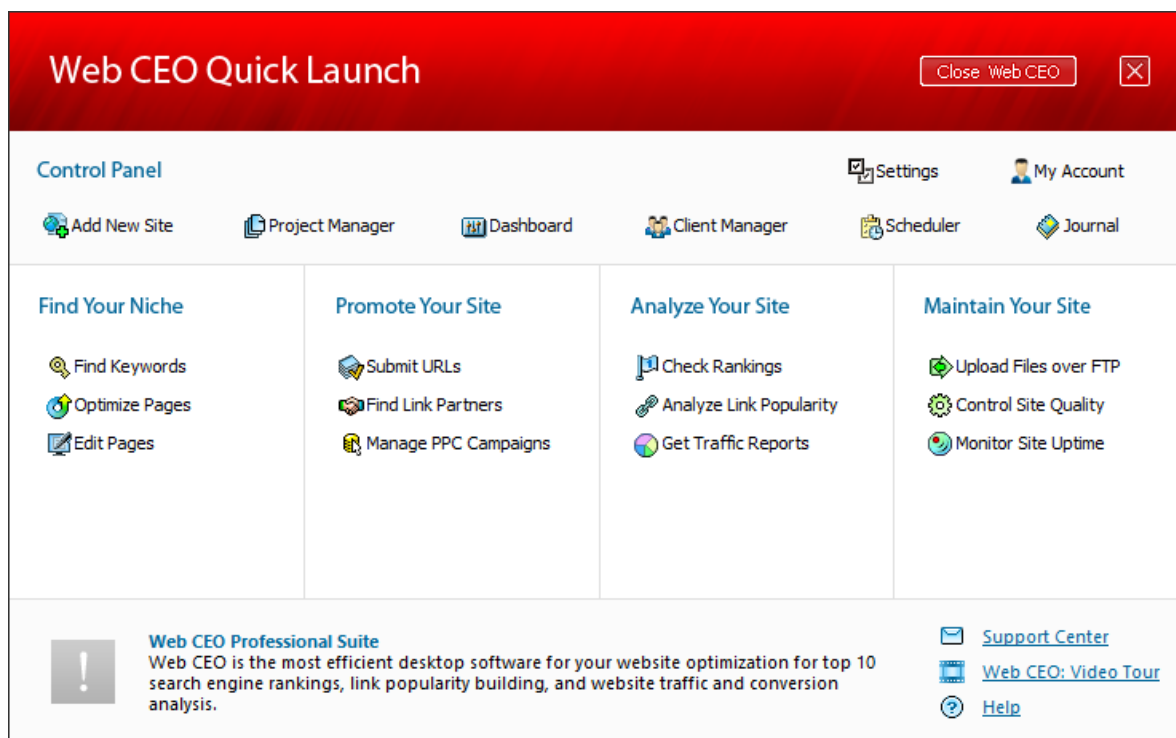 Web CEO Quick Launch
Close Web CEO
Control Panel
Settings
My Account
Add New Site
Project Manager
Dashboard
Client Manager
Scheduler
Journal
Find Your Niche
Find Keywords
Optimize Pages
Edit Pages
Promote Your Site
Submit URLs
Find Link Partners
Manage PPC Campaigns
Analyze Your Site
Check Rankings
Analyze Link Popularity
Get Traffic Reports
Maintain Your Site
Upload Files over FTP
Control Site Quality
Monitor Site Uptime
Web CEO Professional Suite
Web CEO is the most efficient desktop software for your website optimization for top 10
search engine rankings, link popularity building, and website traffic and conversion
analysis.
Support Center
Web CEO: Video Tour
Help